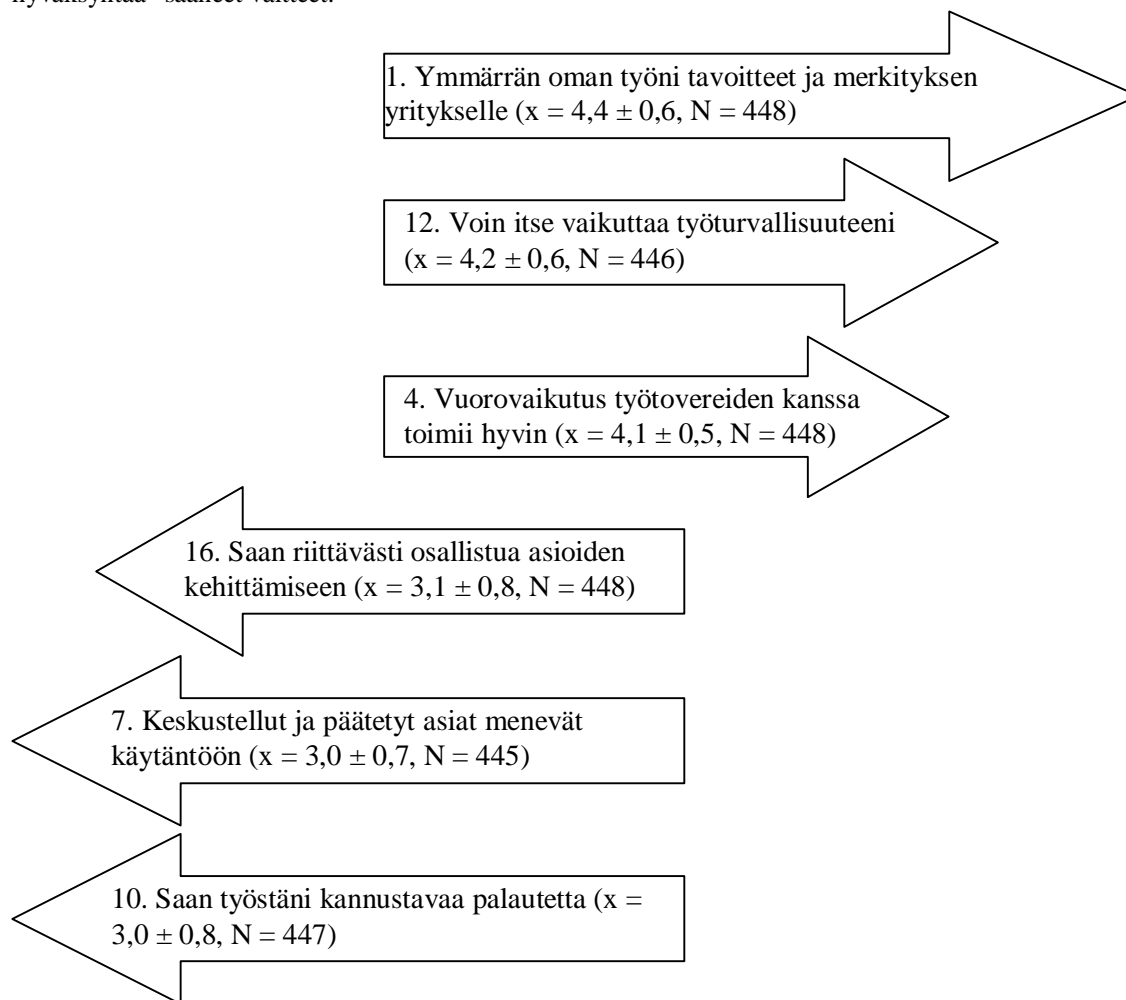 hyväksyntää" saaneet väitteet.
1. Ymmärrän oman työni tavoitteet ja merkityksen
yritykselle (x = 4,4 ± 0,6, N = 448)
12. Voin itse vaikuttaa työturvallisuuteeni
(x = 4,2 ± 0,6, N = 446)
4. Vuorovaikutus työtovereiden kanssa
toimii hyvin (x = 4,1 ± 0,5, N = 448)
16. Saan riittävästi osallistua asioiden
kehittämiseen (x = 3,1 ± 0,8, N = 448)
7. Keskustellut ja päätetyt asiat menevät
käytäntöön (x = 3,0 ± 0,7, N = 445)
10. Saan työstäni kannustavaa palautetta (x =
3,0 ± 0,8, N = 447)